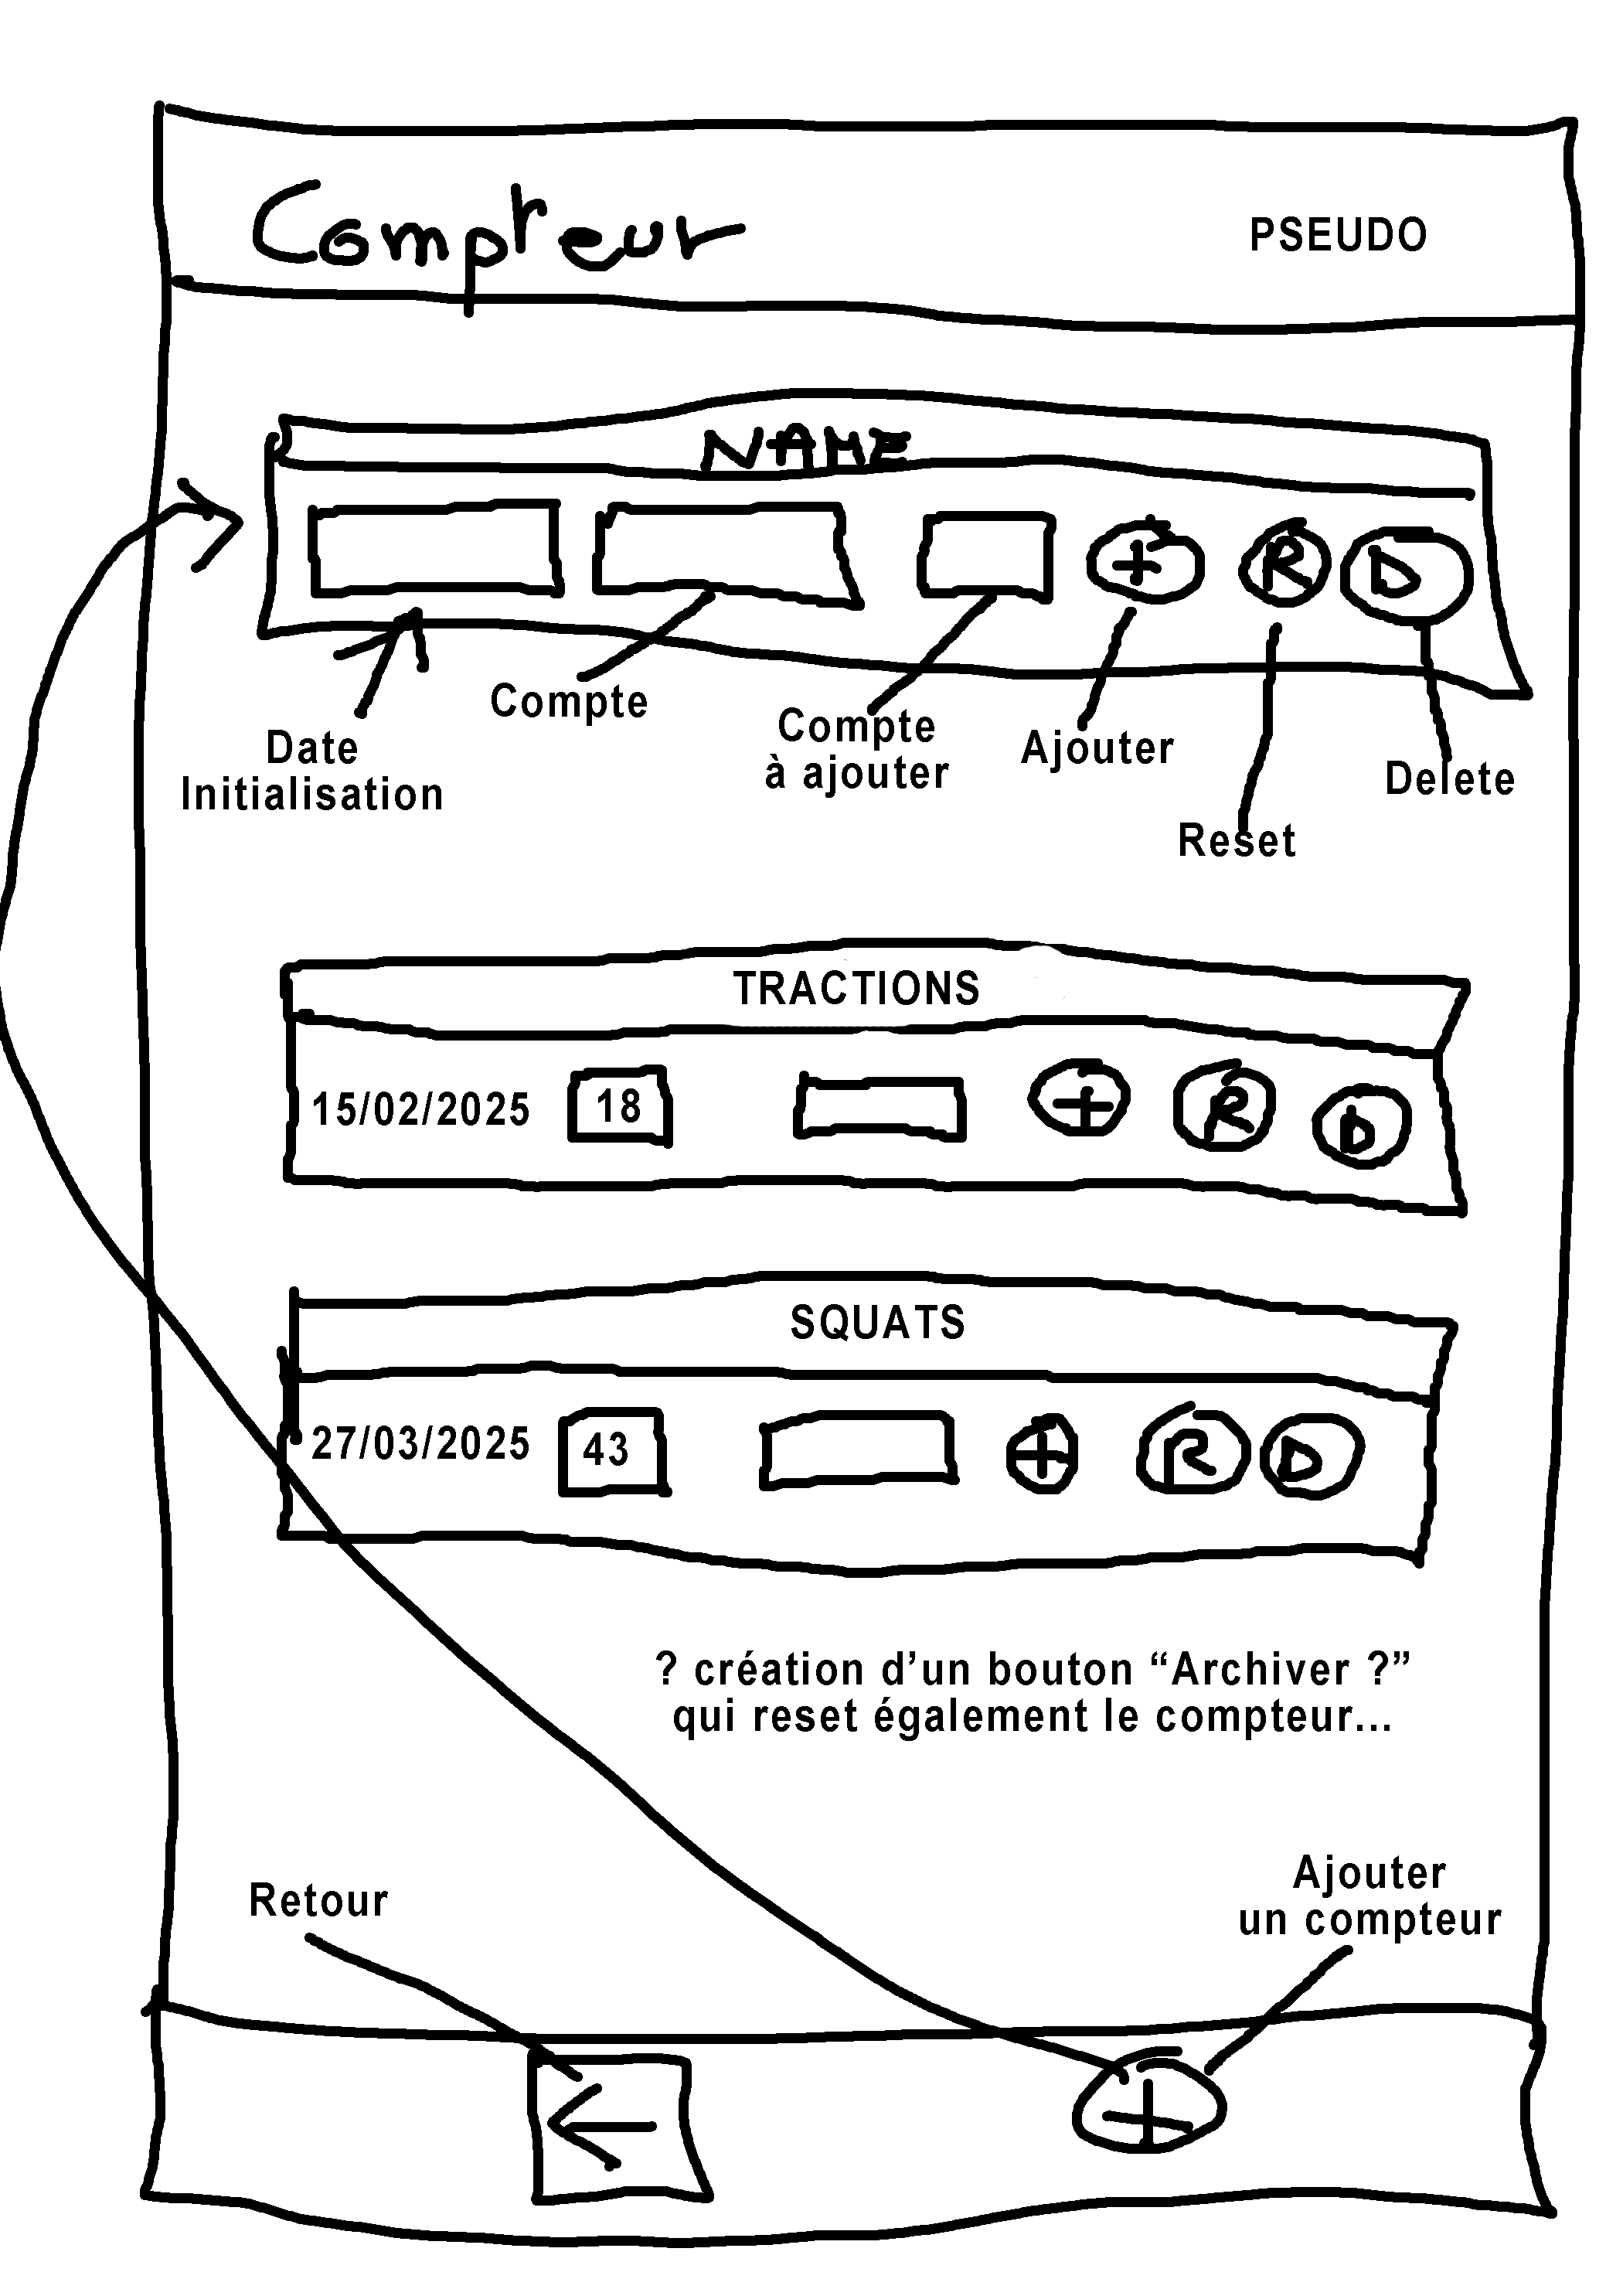 Compteur
PSEUDO
NAME
+ R D
Date
Initialisation
Compte
Compte
à ajouter
Ajouter
Reset
Delete
TRACTIONS
15/02/2025 18 + R D
SQUATS
27/03/2025 43 + R D
? création d’un bouton “Archiver ?”
qui reset également le compteur...
Retour
Ajouter
un compteur
← +